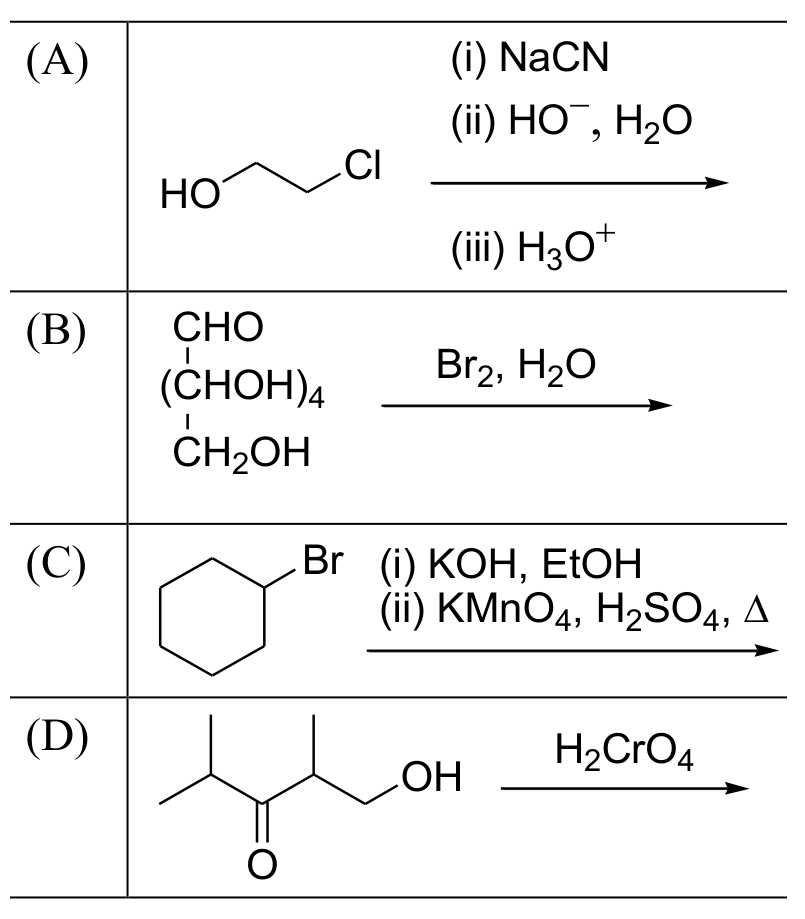 (A)
(i) NaCN
(ii) HO⁻, H₂O
HO
Cl
(iii) H₃O⁺
(B)
CHO
(CHOH)₄
CH₂OH
Br₂, H₂O
(C)
Br
(i) KOH, EtOH
(ii) KMnO₄, H₂SO₄, Δ
(D)
OH
O
H₂CrO₄